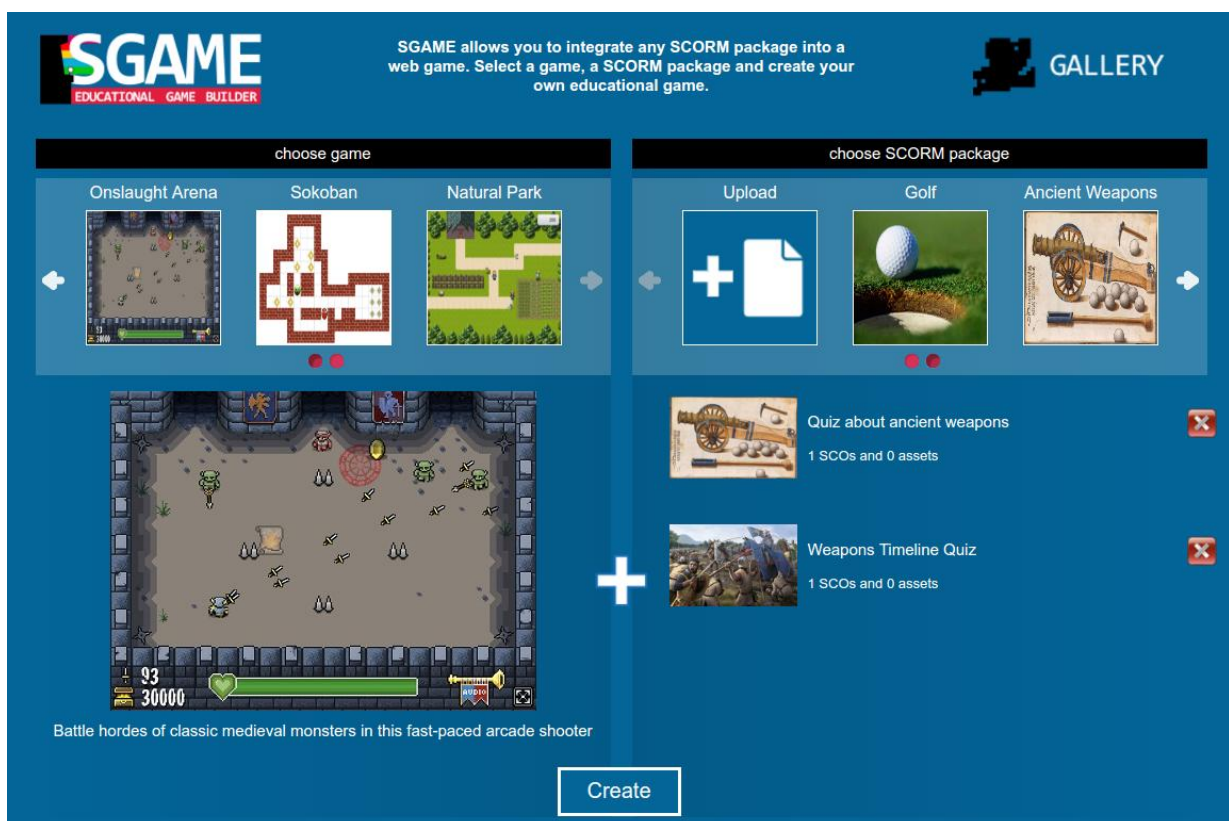 SGAME
EDUCATIONAL GAME BUILDER
SGAME allows you to integrate any SCORM package into a
web game. Select a game, a SCORM package and create your
own educational game.
GALLERY
choose game
Onslaught Arena
Sokoban
Natural Park
choose SCORM package
Upload
Golf
Ancient Weapons
93
30000
AUDIO
Battle hordes of classic medieval monsters in this fast-paced arcade shooter
Quiz about ancient weapons
1 SCOs and 0 assets
Weapons Timeline Quiz
1 SCOs and 0 assets
Create